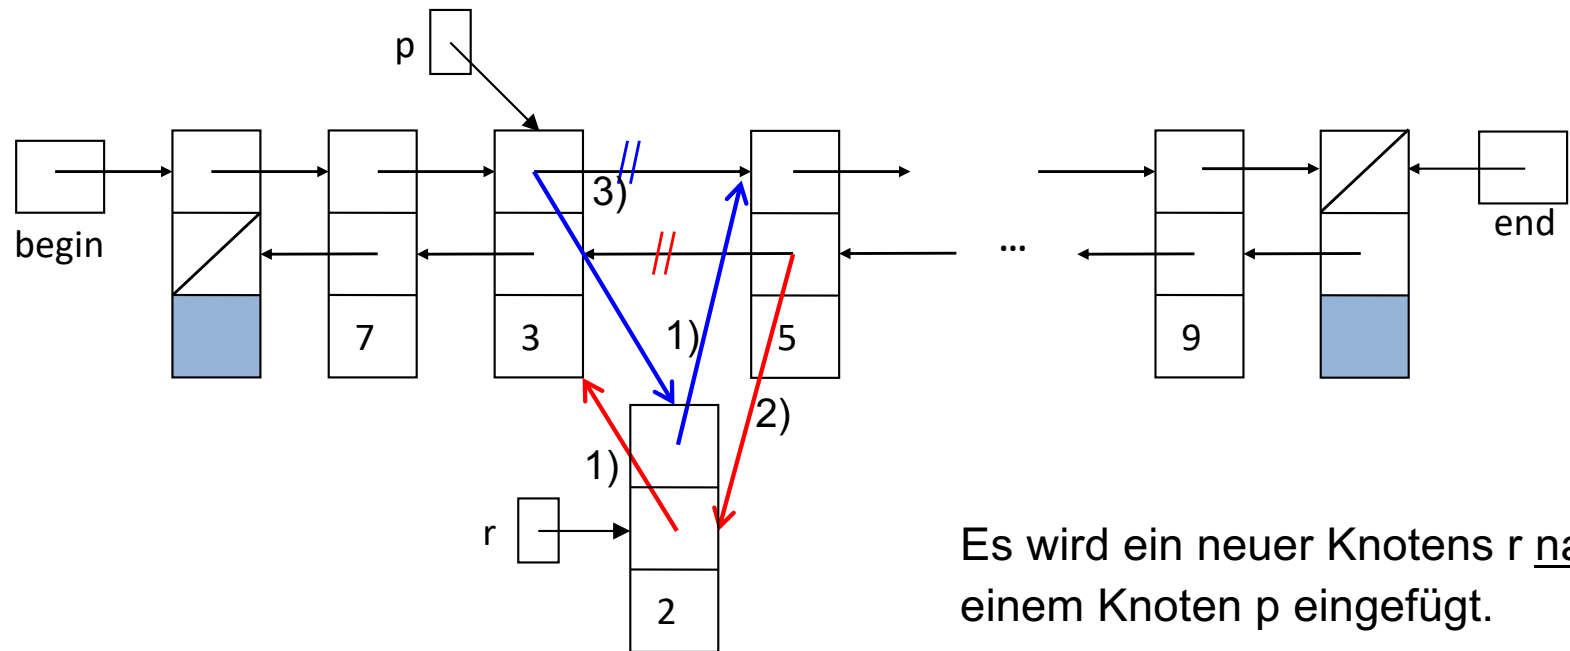 p
3)
begin
end
...
7
3
1)
5
9
2)
1)
r
2
Es wird ein neuer Knotens r
einem Knoten p eingefügt.